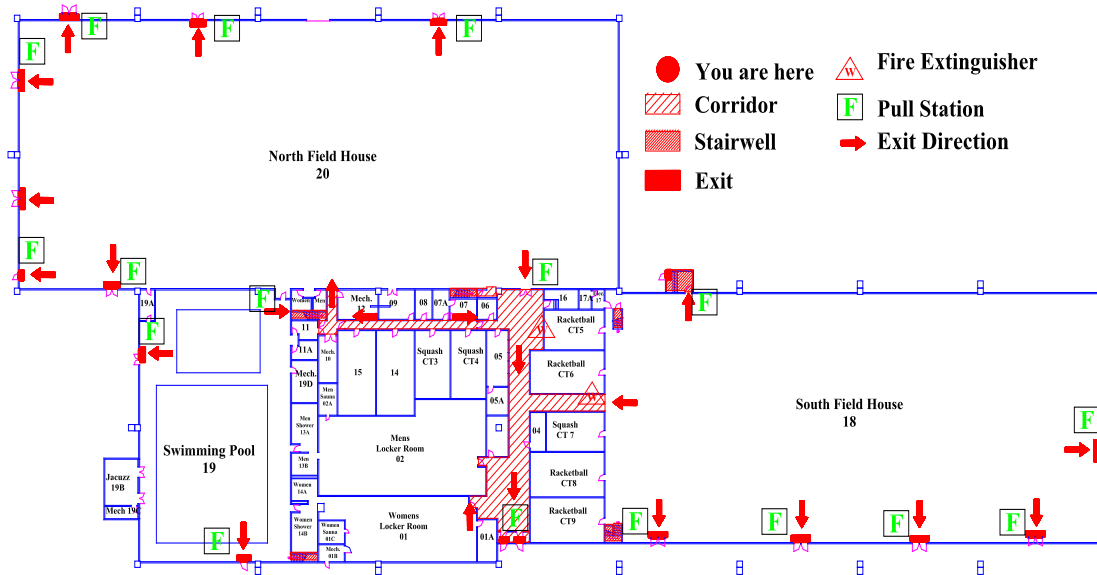 F
F
F
F
You are here
Fire Extinguisher
W
Corridor
F
Pull Station
Stairwell
Exit Direction
Exit
North Field House
20
F
F
F
F
F
19A
Women
Men
Mech.
12
09
08
07A
07
06
16
17A
17
F
11
W
Racketball
CT5
11A
Mech.
10
15
14
Squash
CT3
Squash
CT4
05
Racketball
CT6
Mech.
19D
Men
Sauna
02A
05A
W
South Field House
18
F
Men
Shower
13A
04
Squash
CT 7
Mens
Locker Room
02
Swimming Pool
19
Men
13B
Racketball
CT8
Jacuzz
19B
Women
14A
Mech 19C
Womens
Locker Room
01
Racketball
CT9
F
F
F
F
F
F
Women
Shower
14B
Women
Sauna
01C
Mech.
01B
01A